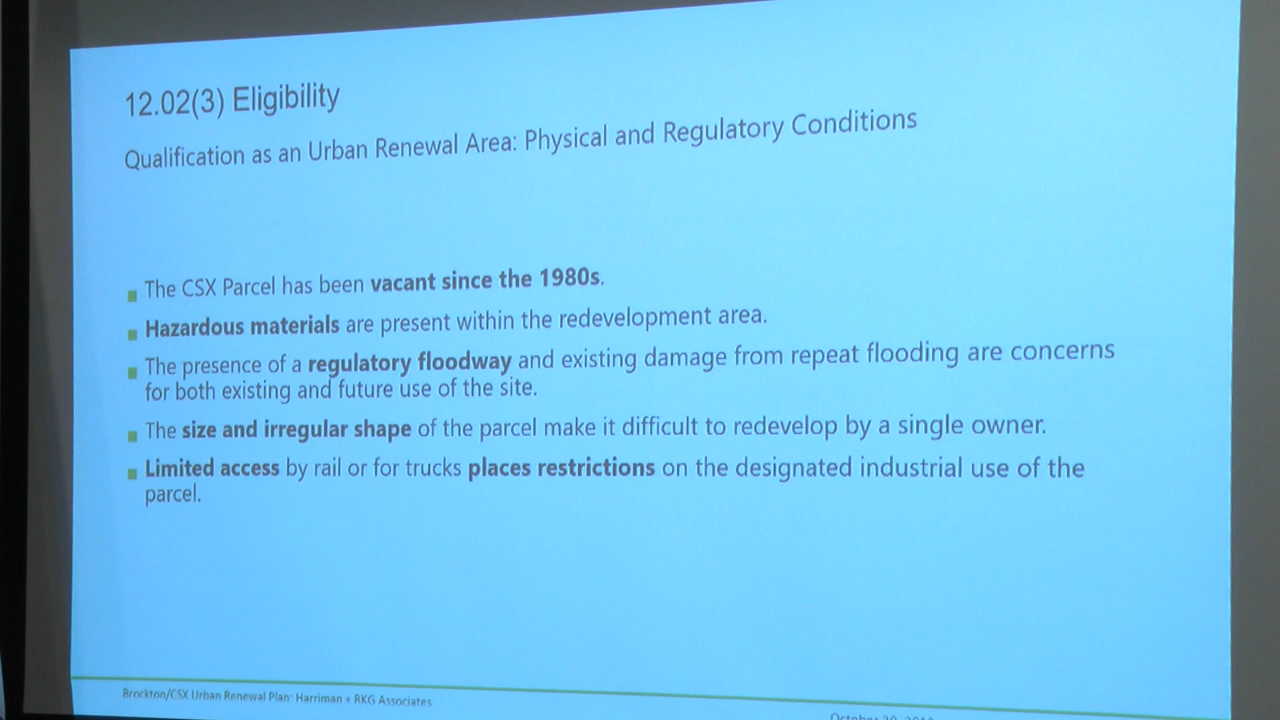 12.02(3) Eligibility
Qualification as an Urban Renewal Area: Physical and Regulatory Conditions
The CSX Parcel has been vacant since the 1980s.
Hazardous materials are present within the redevelopment area.
The presence of a regulatory floodway and existing damage from repeat flooding are concerns
for both existing and future use of the site.
The size and irregular shape of the parcel make it difficult to redevelop by a single owner.
Limited access by rail or for trucks places restrictions on the designated industrial use of the
parcel.
Brockton/CSX Urban Renewal Plan: Harriman + RKG Associates
October